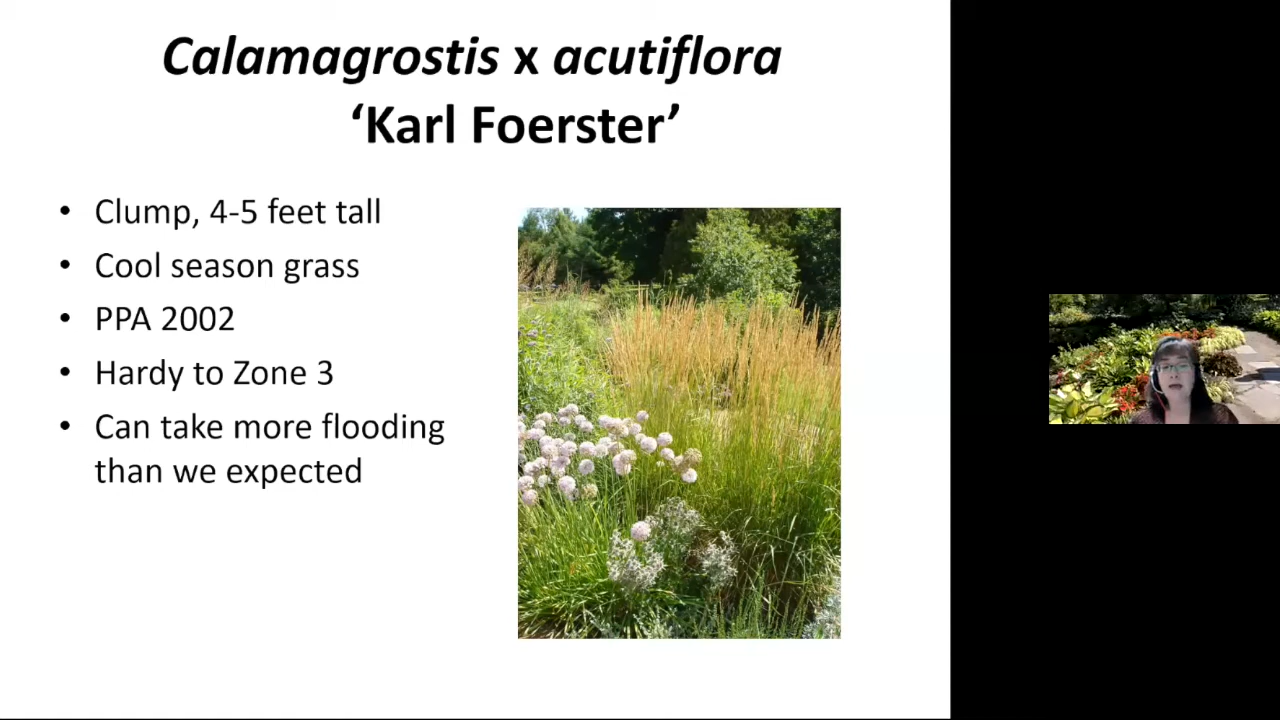 Calamagrostis x acutiflora
‘Karl Foerster’
• Clump, 4-5 feet tall
• Cool season grass
• PPA 2002
• Hardy to Zone 3
• Can take more flooding
than we expected